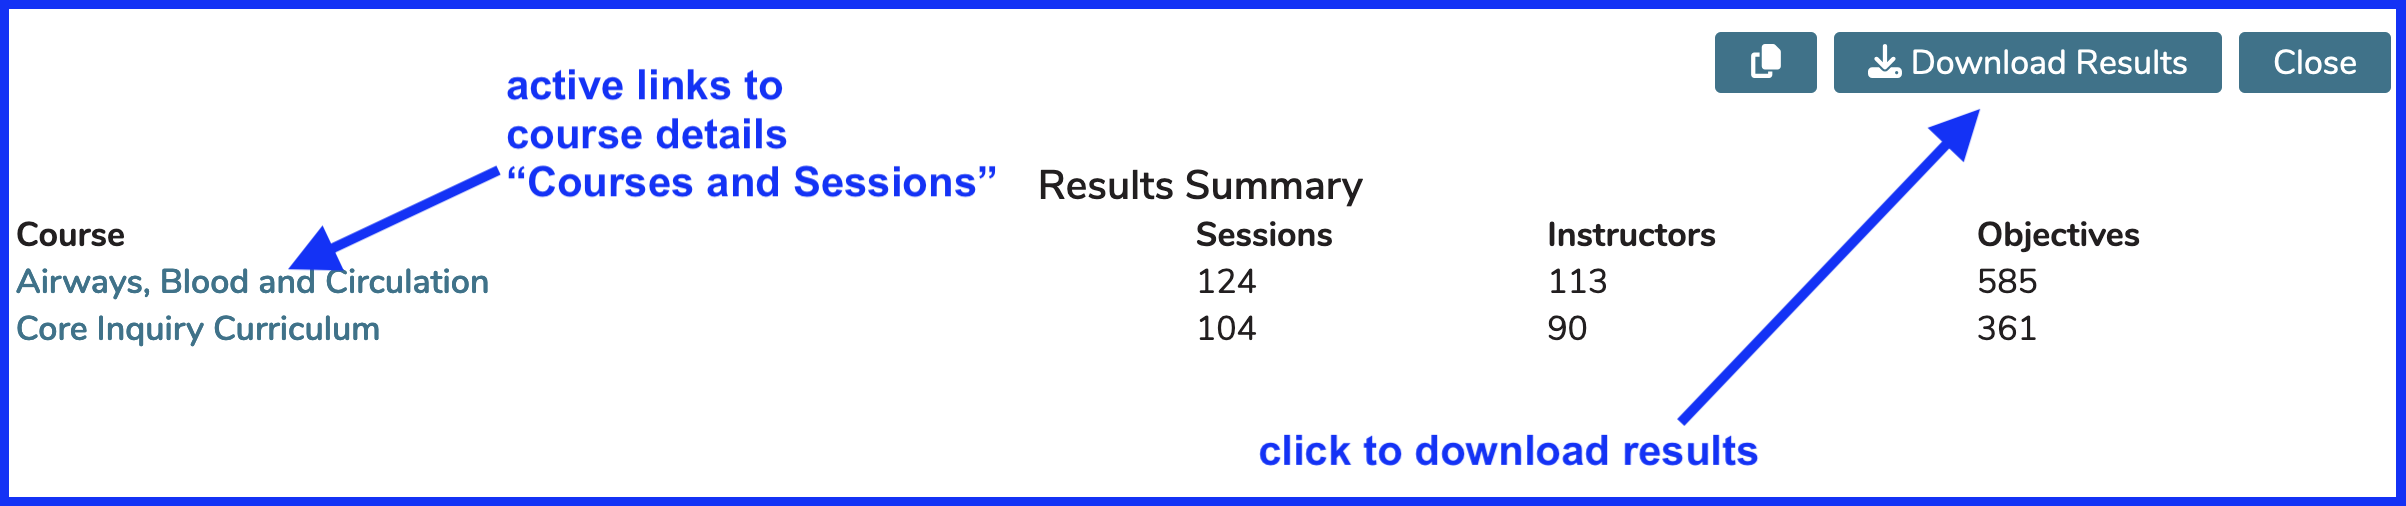 Download Results
Close
active links to
course details
“Courses and Sessions”
Results Summary
Course Sessions Instructors Objectives
Airways, Blood and Circulation 124 113 585
Core Inquiry Curriculum 104 90 361
click to download results